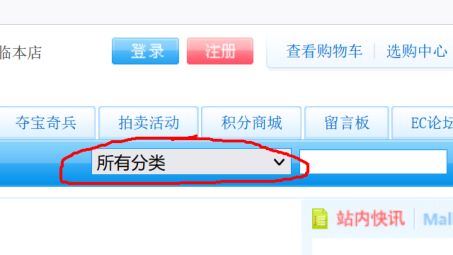 临本店 登录 注册 查看购物车 选购中心
夺宝奇兵 拍卖活动 积分商城 留言板 EC论坛
所有分类
站内快讯 Mall